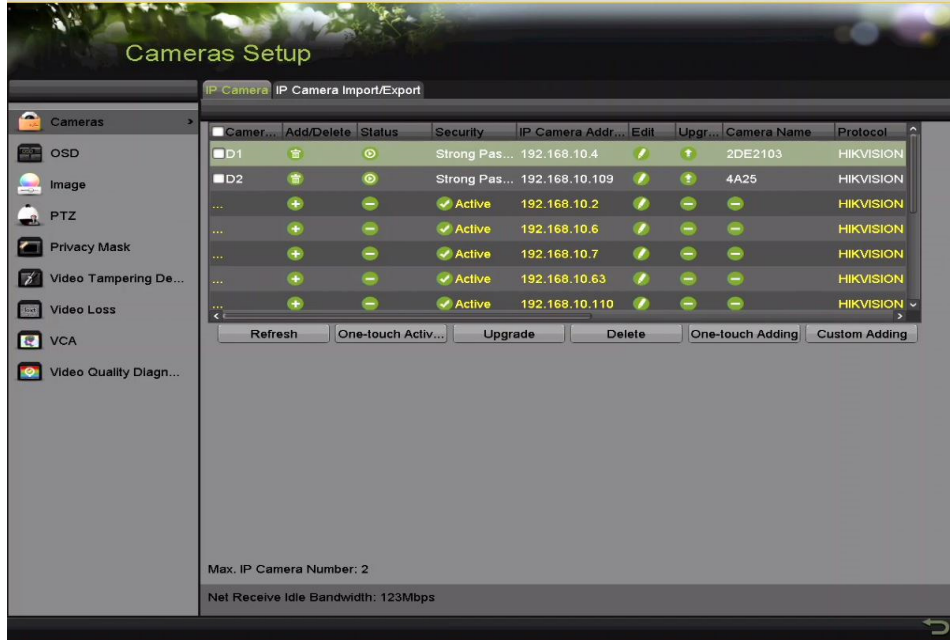 Cameras Setup
IP Camera IP Camera Import/Export
Cameras >
OSD
Image
PTZ
Privacy Mask
Video Tampering De...
Video Loss
VCA
Video Quality Diagn...
Camer... Add/Delete Status Security IP Camera Addr... Edit Upgr... Camera Name Protocol
D1 Strong Pas... 192.168.10.4 2DE2103 HIKVISION
D2 Strong Pas... 192.168.10.109 4A25 HIKVISION
... Active 192.168.10.2 HIKVISION
... Active 192.168.10.6 HIKVISION
... Active 192.168.10.7 HIKVISION
... Active 192.168.10.63 HIKVISION
... Active 192.168.10.110 HIKVISION
Refresh One-touch Activ... Upgrade Delete One-touch Adding Custom Adding
Max. IP Camera Number: 2
Net Receive Idle Bandwidth: 123Mbps